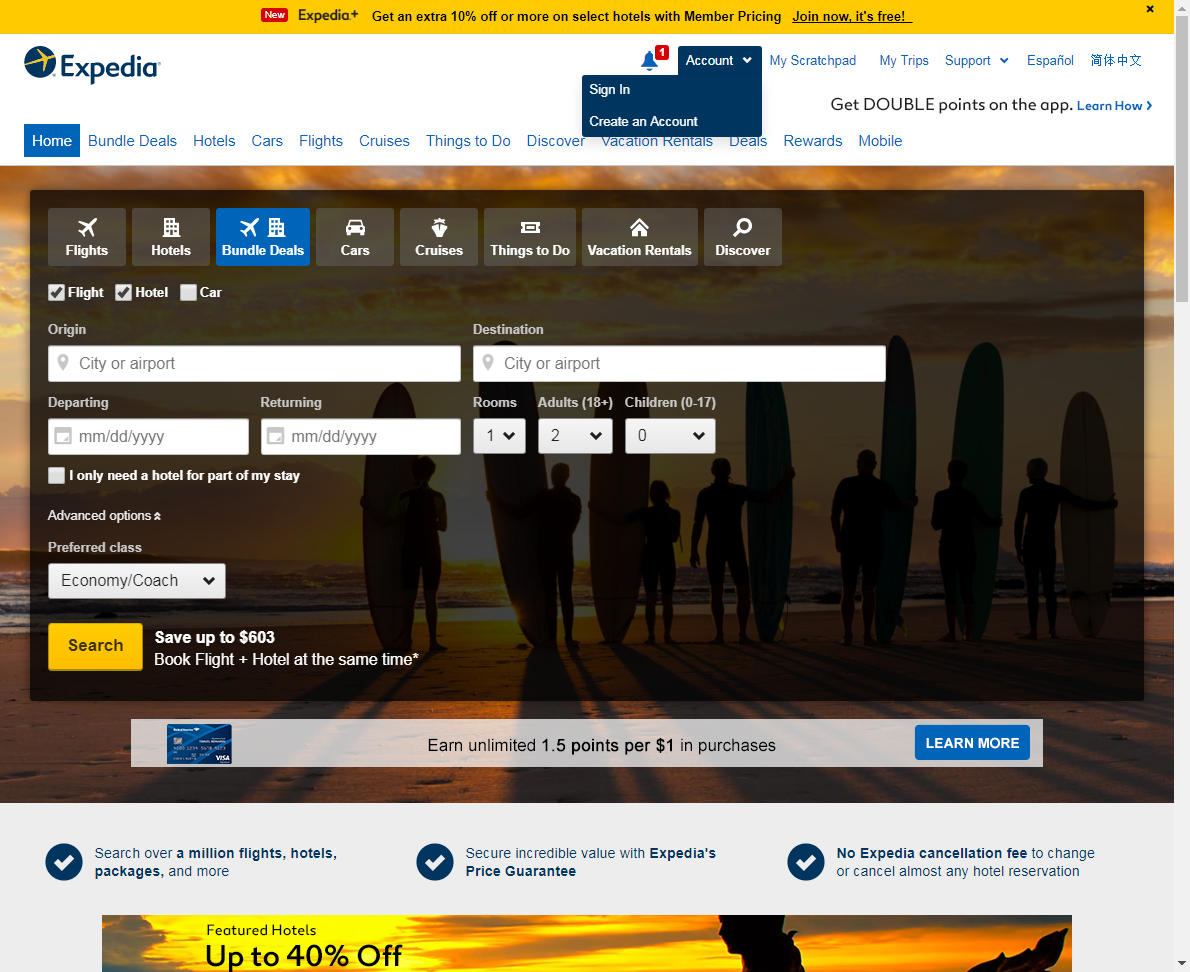 New Expedia+ Get an extra 10% off or more on select hotels with Member Pricing Join now, it's free!
Expedia
1 Account My Scratchpad My Trips Support Español 简体中文
Sign In
Create an Account
Get DOUBLE points on the app. Learn How
Home Bundle Deals Hotels Cars Flights Cruises Things to Do Discover Vacation Rentals Deals Rewards Mobile
Flights Hotels Bundle Deals Cars Cruises Things to Do Vacation Rentals Discover
Flight Hotel Car
Origin Destination
City or airport City or airport
Departing Returning Rooms Adults (18+) Children (0-17)
mm/dd/yyyy mm/dd/yyyy 1 2 0
I only need a hotel for part of my stay
Advanced options
Preferred class
Economy/Coach
Search
Save up to $603
Book Flight + Hotel at the same time*
VISA
Earn unlimited 1.5 points per $1 in purchases
LEARN MORE
Search over a million flights, hotels,
packages, and more
Secure incredible value with Expedia's
Price Guarantee
No Expedia cancellation fee to change
or cancel almost any hotel reservation
Featured Hotels
Up to 40% Off